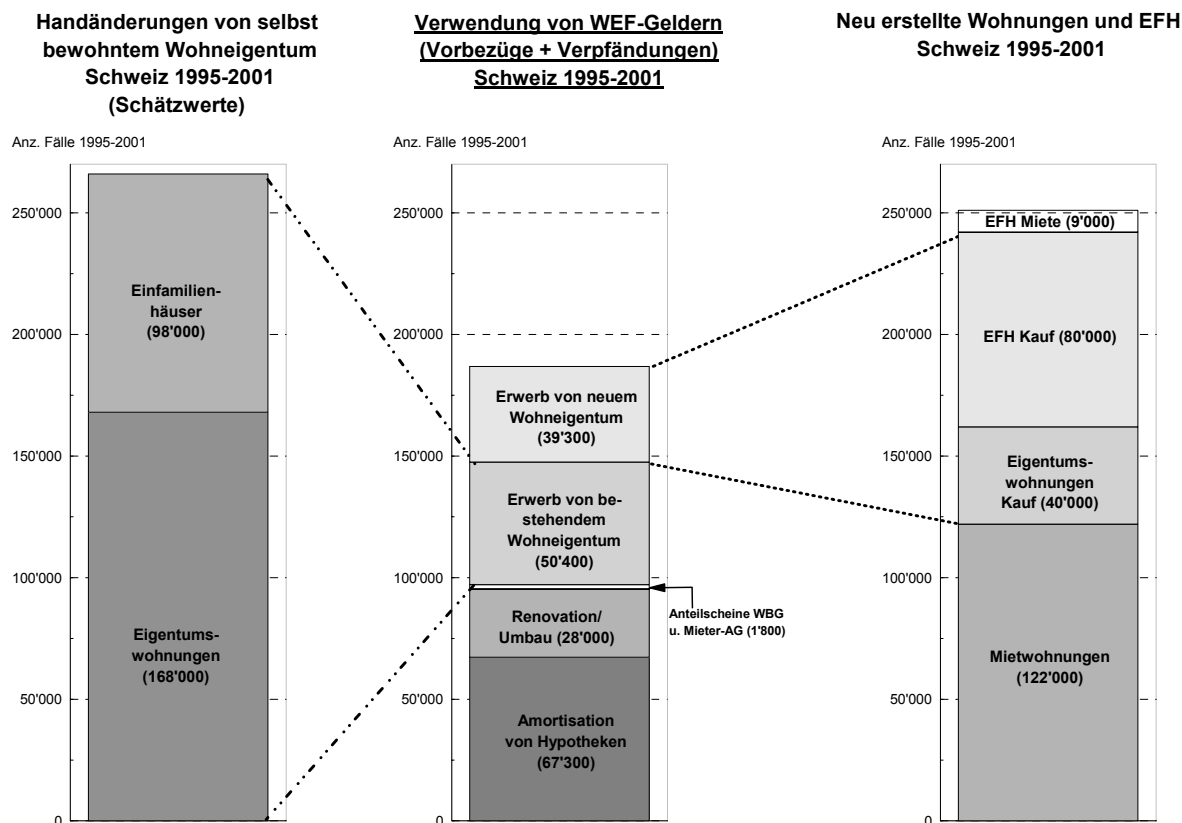 Handänderungen von selbst
bewohntem Wohneigentum
Schweiz 1995-2001
(Schätzwerte)
Anz. Fälle 1995-2001
250'000
200'000
150'000
100'000
50'000
0
Einfamilien-
häuser
(98'000)
Eigentums-
wohnungen
(168'000)
Verwendung von WEF-Geldern
(Vorbezüge + Verpfändungen)
Schweiz 1995-2001
Anz. Fälle 1995-2001
250'000
200'000
150'000
100'000
50'000
0
Erwerb von neuem
Wohneigentum
(39'300)
Erwerb von be-
stehendem
Wohneigentum
(50'400)
Anteilscheine WBG
u. Mieter-AG (1'800)
Renovation/
Umbau (28'000)
Amortisation
von Hypotheken
(67'300)
Neu erstellte Wohnungen und EFH
Schweiz 1995-2001
Anz. Fälle 1995-2001
250'000
200'000
150'000
100'000
50'000
0
EFH Miete (9'000)
EFH Kauf (80'000)
Eigentums-
wohnungen
Kauf (40'000)
Mietwohnungen
(122'000)